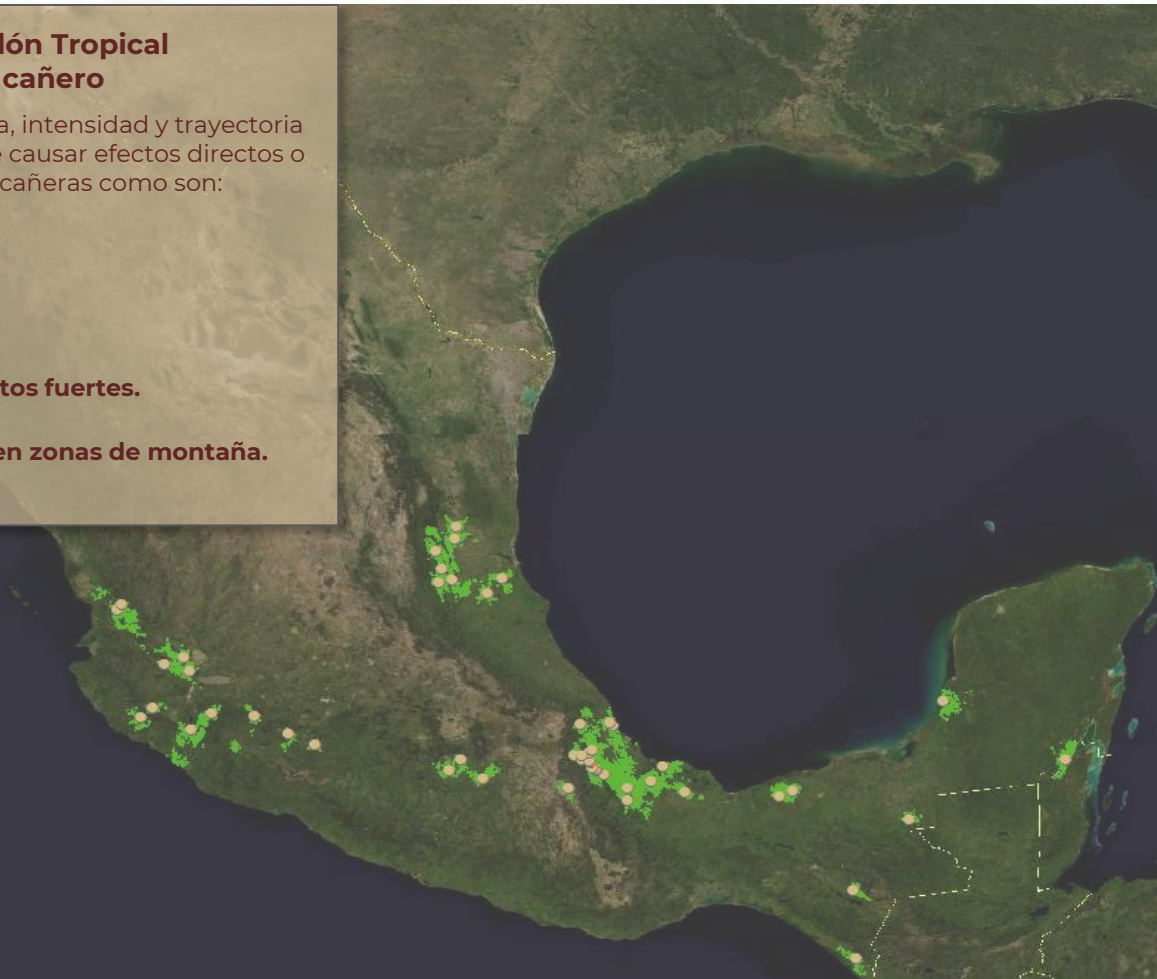 lón Tropical
cañero
a, intensidad y trayectoria
e causar efectos directos o
cañeras como son:
tos fuertes.
en zonas de montaña.